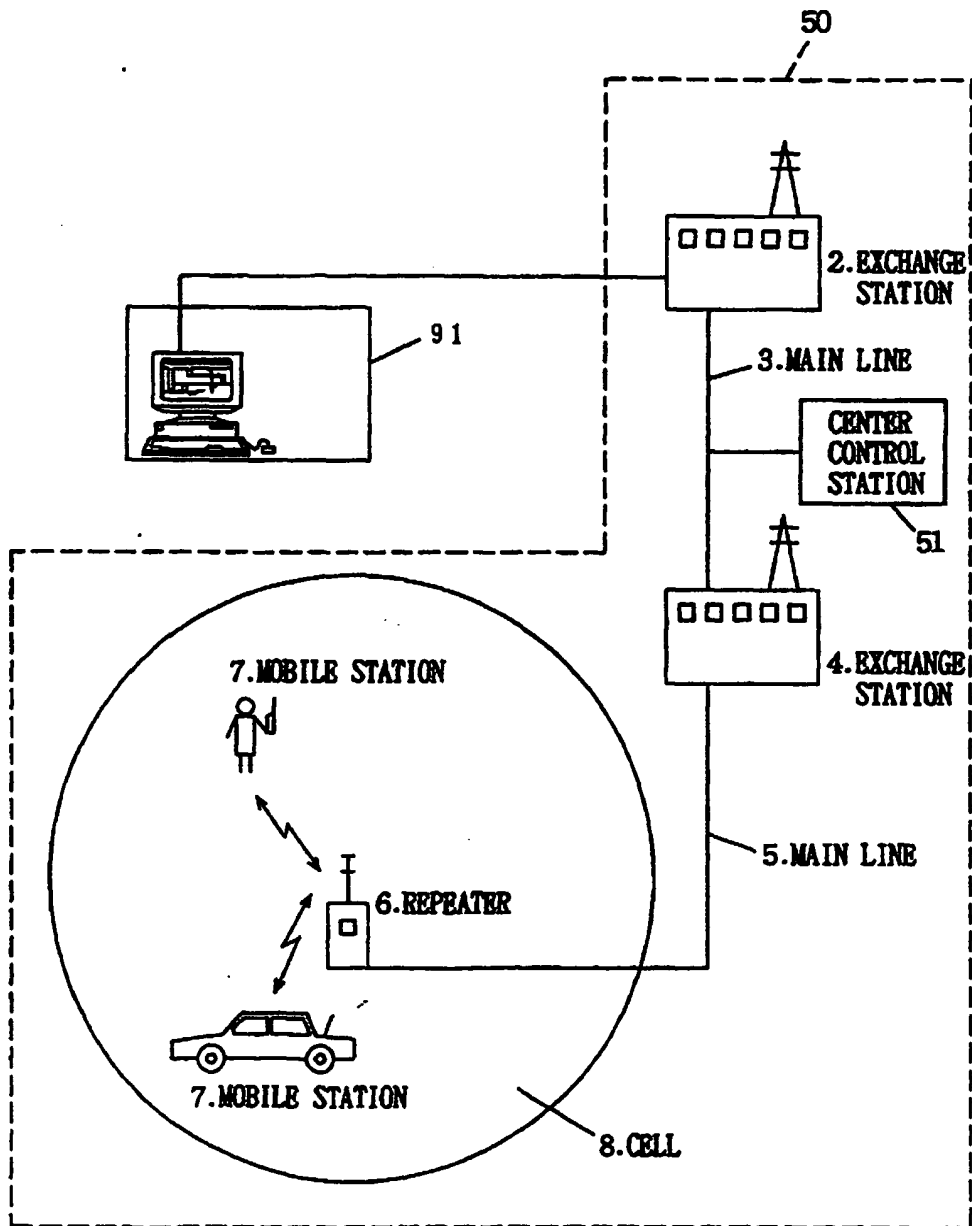 50
2.EXCHANGE
STATION
91
3.MAIN LINE
CENTER
CONTROL
STATION
51
4.EXCHANGE
STATION
7.MOBILE STATION
5.MAIN LINE
6.REPEATER
7.MOBILE STATION
8.CELL